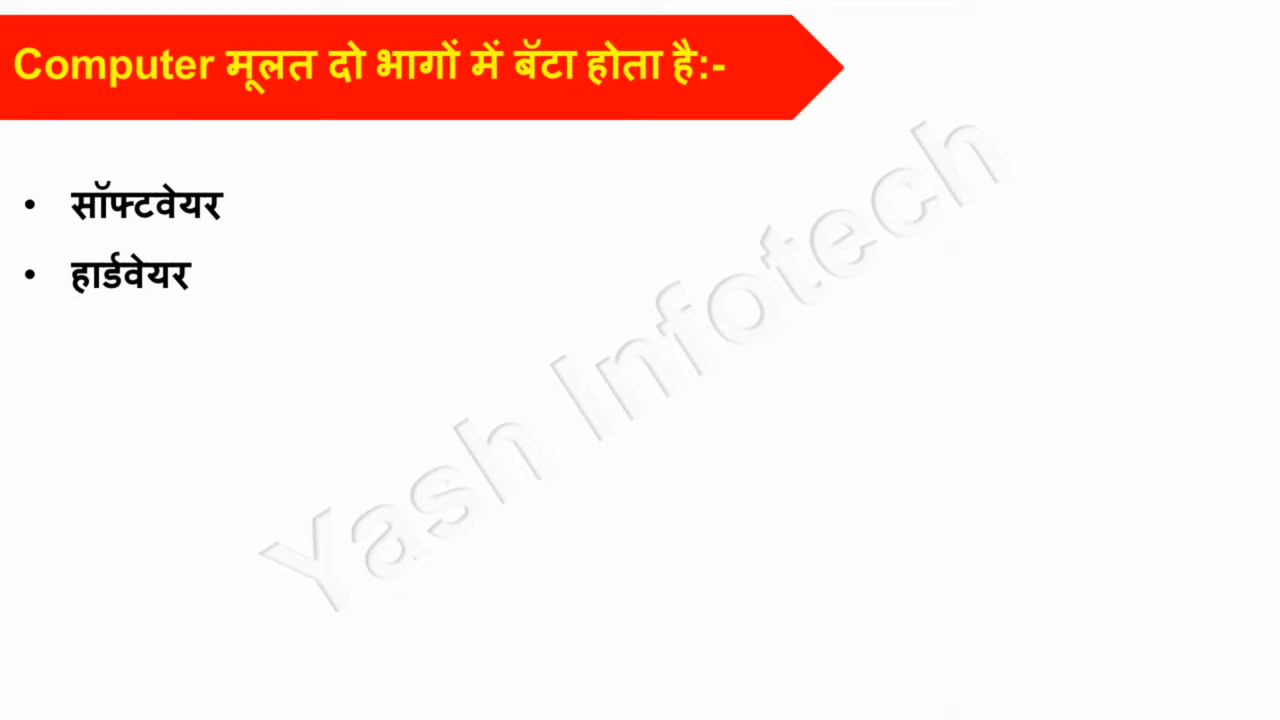 Computer मूलत दो भागों में बॅटा होता है:-
• सॉफ्टवेयर
• हार्डवेयर
Yash Infotech